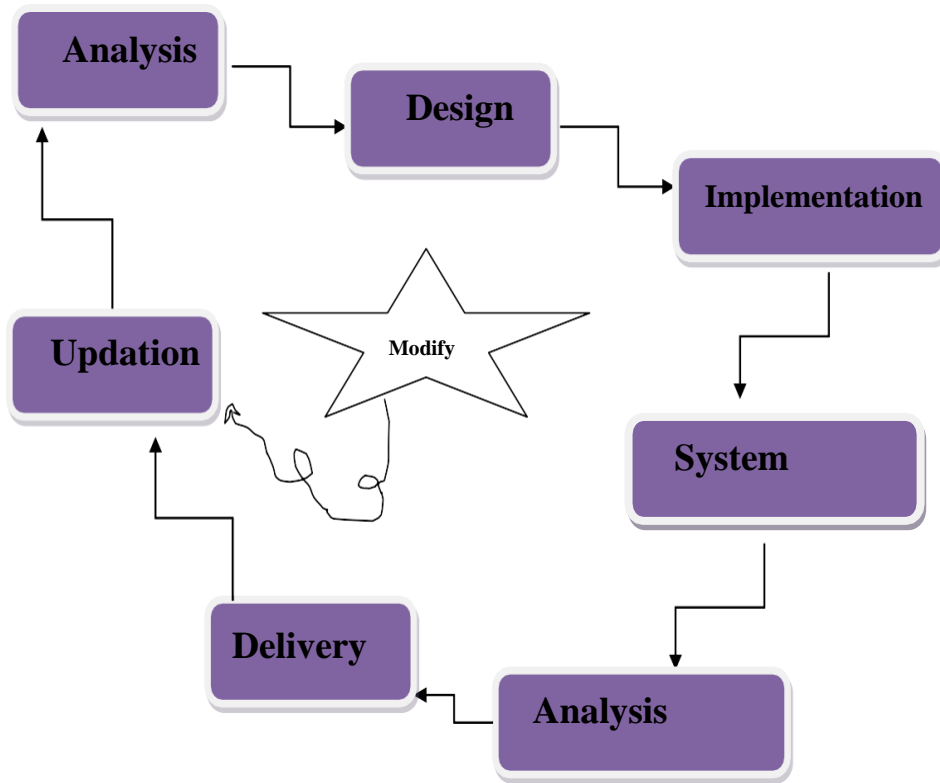 Analysis
Design
Implementation
Modify
Updation
System
Delivery
Analysis